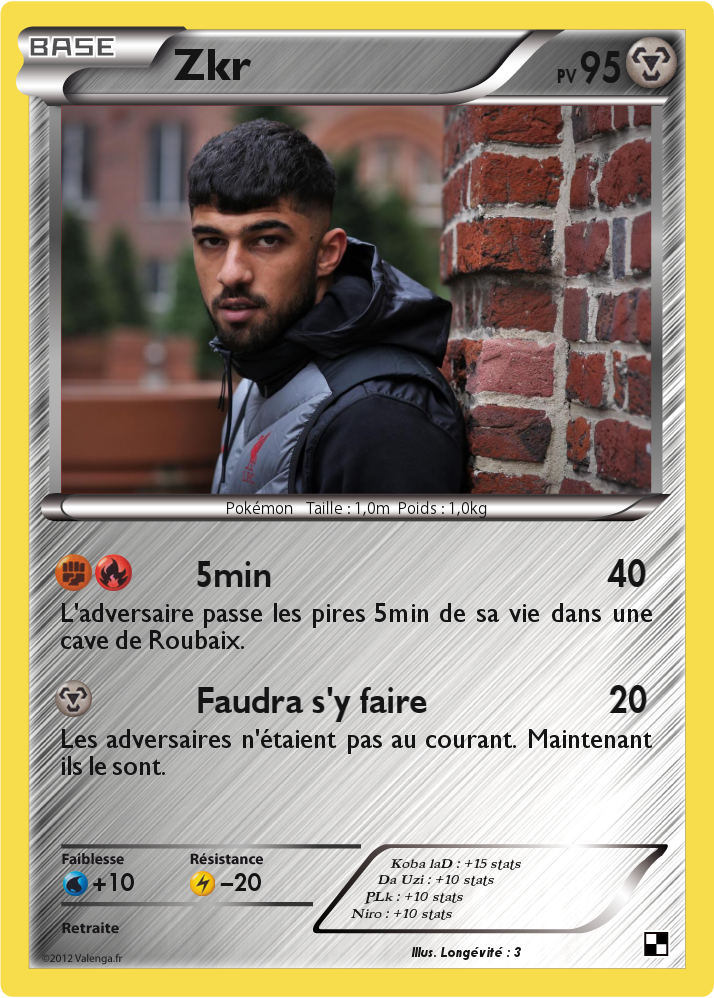 BASE
Zkr
PV 95
Pokémon Taille : 1,0m Poids : 1,0kg
5min 40
L'adversaire passe les pires 5min de sa vie dans une
cave de Roubaix.
Faudra s'y faire 20
Les adversaires n'étaient pas au courant. Maintenant
ils le sont.
Faiblesse Résistance
+10 –20
Koba laD : +15 stats
Da Uzi : +10 stats
PLk : +10 stats
Niro : +10 stats
Retraite
Illus. Longévité : 3
©2012 Valenga.fr